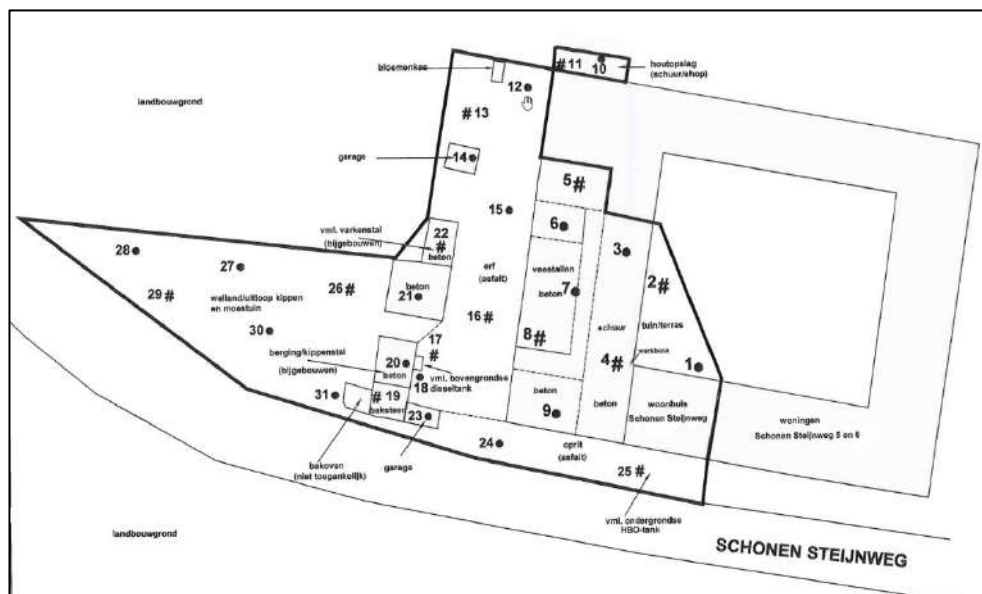 bloemenkas
#11
10
houtopslag
(schuur/shop)
12
landbouwgrond
#13
garage
14
5#
15
22
#
beton
vml. varkenstal
(bijgebouwen)
6
3
28
27
erf
(asfalt)
veestallen
2#
beton
21
26#
29#
weiland/uitloop kippen
en moestuin
7
beton
16#
8#
schuur
tuin/terras
17
#
30
berging/kippenstal
(bijgebouwen)
20
beton
4#
werkbank
1
18
vml. bovengrondse
dieseltank
31
# 19
baksteen
23
beton
9
beton
woonhuis
Schonen Steijnweg
woningen
Schonen Steijnweg 5 en 6
24
oprit
(asfalt)
bakoven
(niet toegankelijk)
garage
25#
vml. ondergrondse
HBO-tank
landbouwgrond
SCHONEN STEIJNWEG